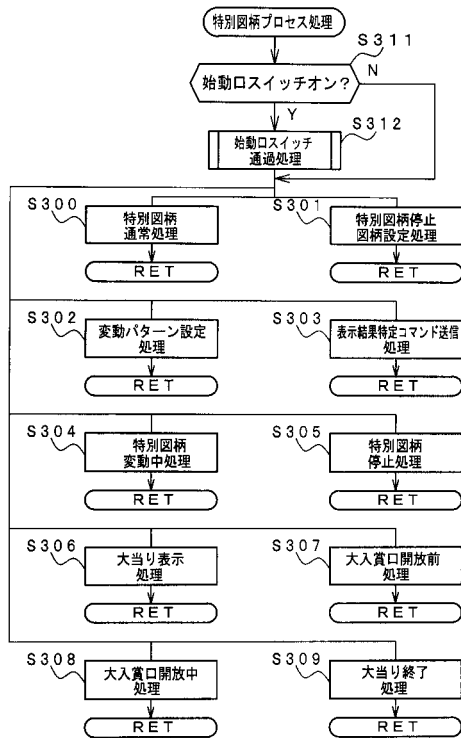 特別図柄プロセス処理
S311
始動口スイッチオン？
N
Y
S312
始動口スイッチ
通過処理
S300
特別図柄
通常処理
RET
S301
特別図柄停止
図柄設定処理
RET
S302
変動パターン設定
処理
RET
S303
表示結果特定コマンド送信
処理
RET
S304
特別図柄
変動中処理
RET
S305
特別図柄
停止処理
RET
S306
大当り表示
処理
RET
S307
大入賞口開放前
処理
RET
S308
大入賞口開放中
処理
RET
S309
大当り終了
処理
RET